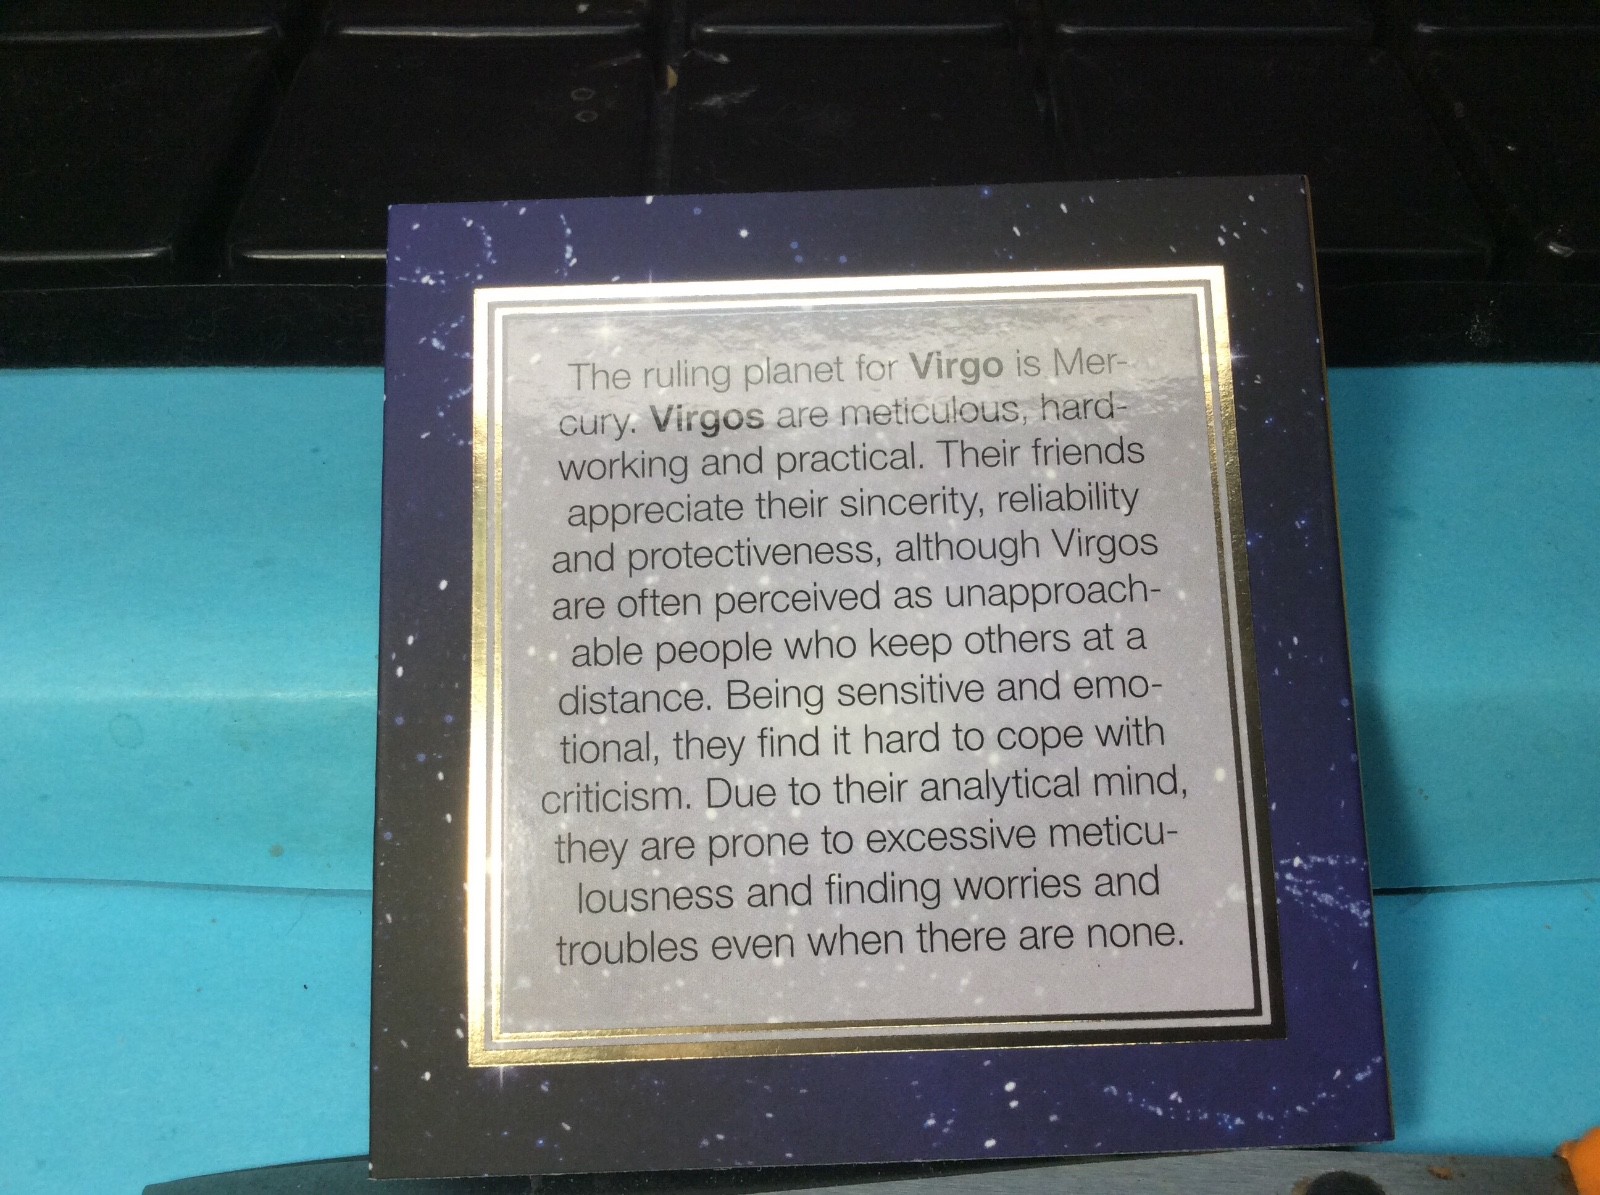 The ruling planet for Virgo is Mer-
cury. Virgos are meticulous, hard-
working and practical. Their friends
appreciate their sincerity, reliability
and protectiveness, although Virgos
are often perceived as unapproach-
able people who keep others at a
distance. Being sensitive and emo-
tional, they find it hard to cope with
criticism. Due to their analytical mind,
they are prone to excessive meticu-
lousness and finding worries and
troubles even when there are none.